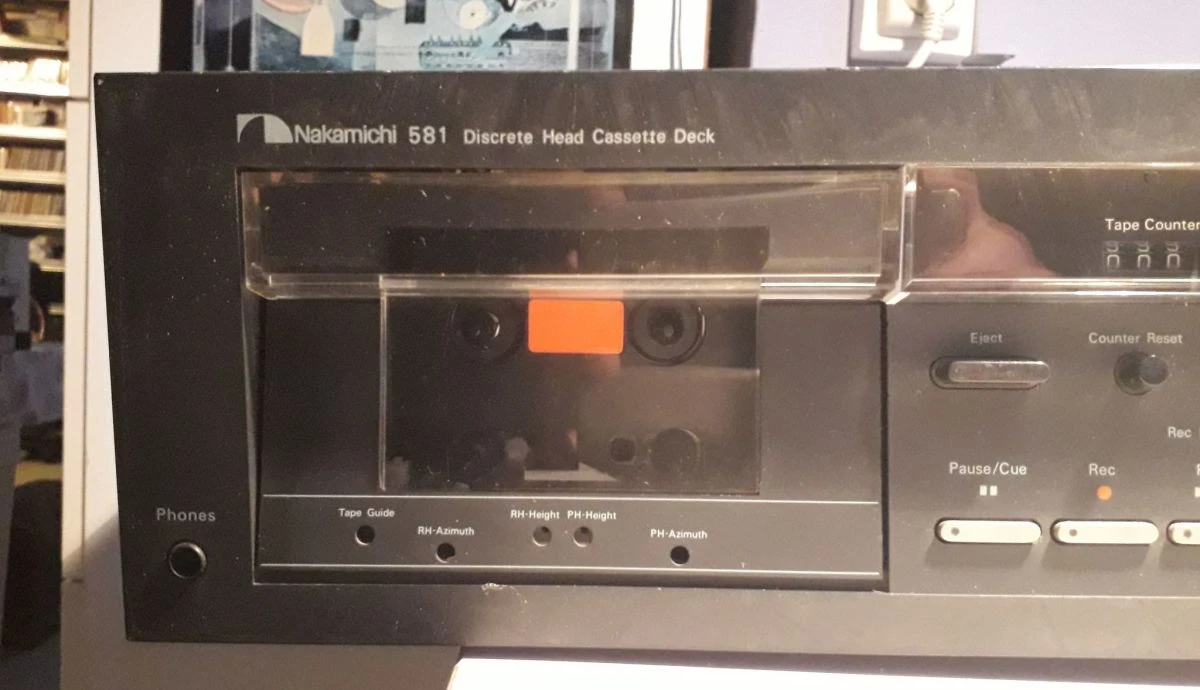 Nakamichi 581 Discrete Head Cassette Deck
Tape Counter
000
Eject
Counter Reset
Rec
Pause/Cue
Rec
Phones
Tape Guide
RH-Azimuth
RH-Height
PH-Height
PH-Azimuth